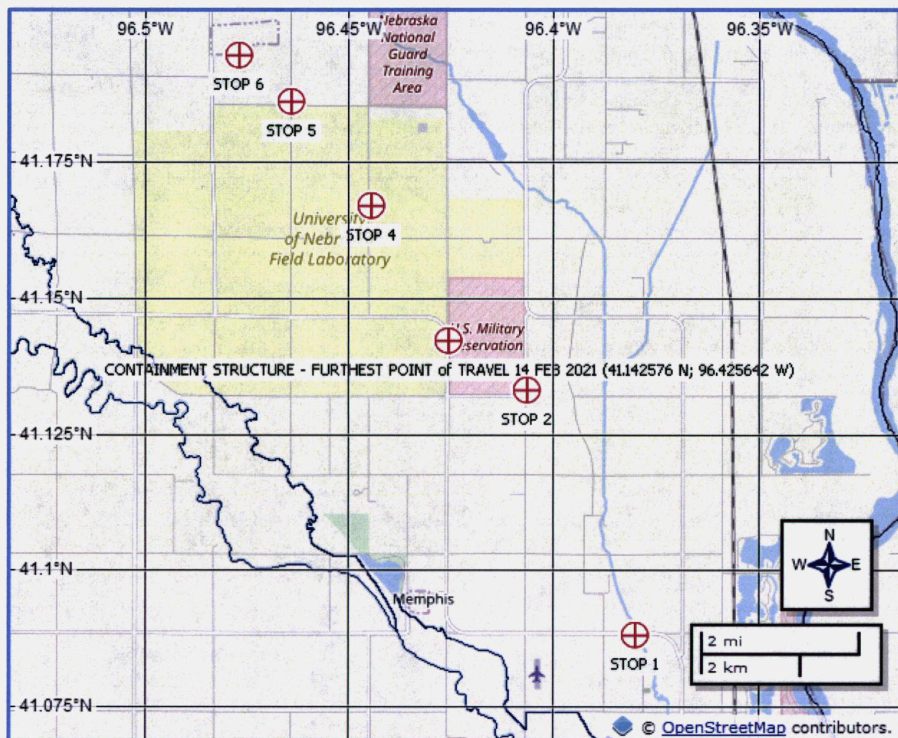 96.5°W
96.45°W
96.4°W
96.35°W
Nebraska
National
Guard
Training
Area
STOP 6
STOP 5
41.175°N
University
of Nebr
STOP 4
Field Laboratory
41.15°N
U.S. Military
eservation
CONTAINMENT STRUCTURE - FURTHEST POINT of TRAVEL 14 FEB 2021 (41.142576 N; 96.425642 W)
STOP 2
41.125°N
N
W E
S
41.1°N
Memphis
2 mi
2 km
STOP 1
41.075°N
© OpenStreetMap contributors.